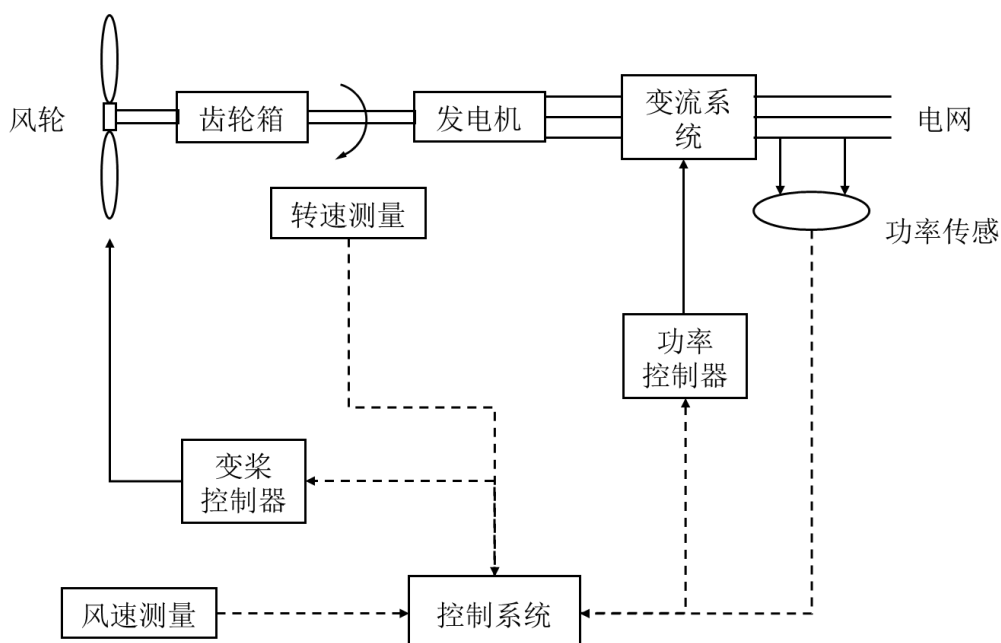 风轮
齿轮箱
发电机
变流系
统
电网
转速测量
功率传感
功率
控制器
变桨
控制器
风速测量
控制系统